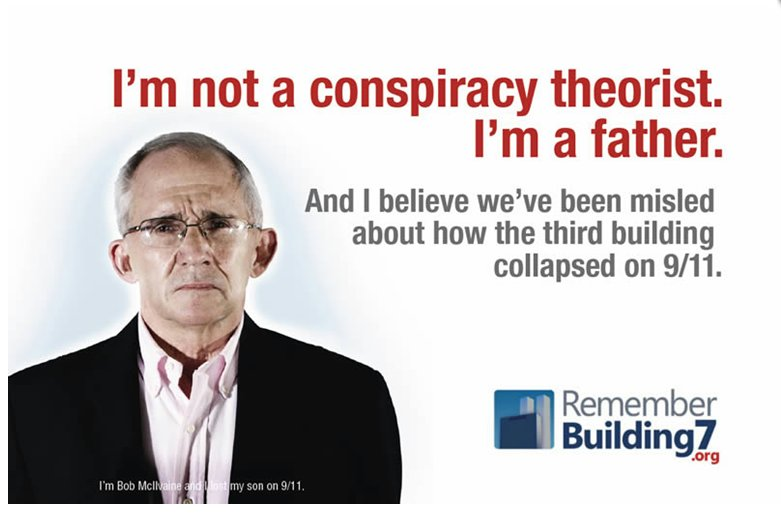 I'm not a conspiracy theorist.
I'm a father.
And I believe we've been misled
about how the third building
collapsed on 9/11.
Remember
Building7
.org
I'm Bob McIlvaine and I lost my son on 9/11.